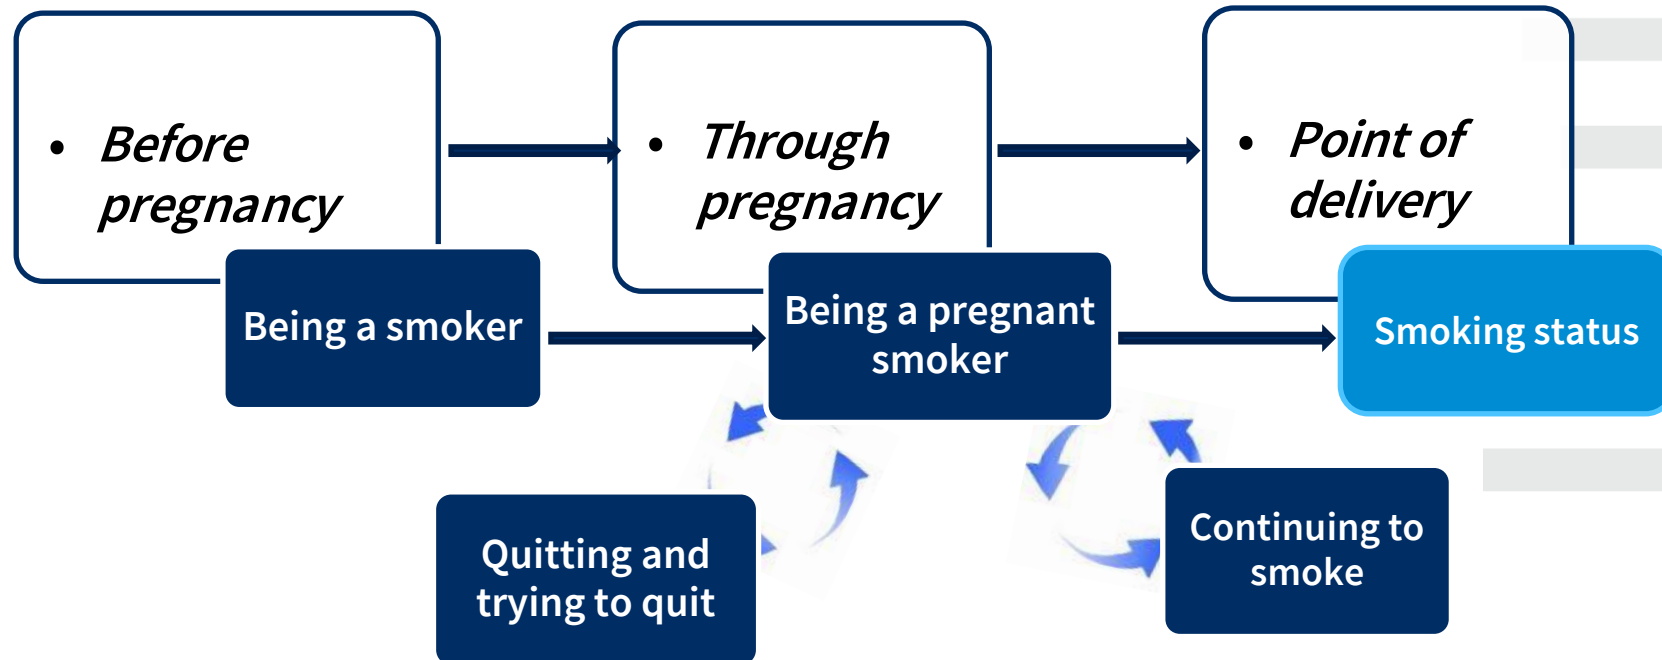 • Before
pregnancy
• Through
pregnancy
• Point of
delivery
Being a smoker
Being a pregnant
smoker
Smoking status
Quitting and
trying to quit
Continuing to
smoke